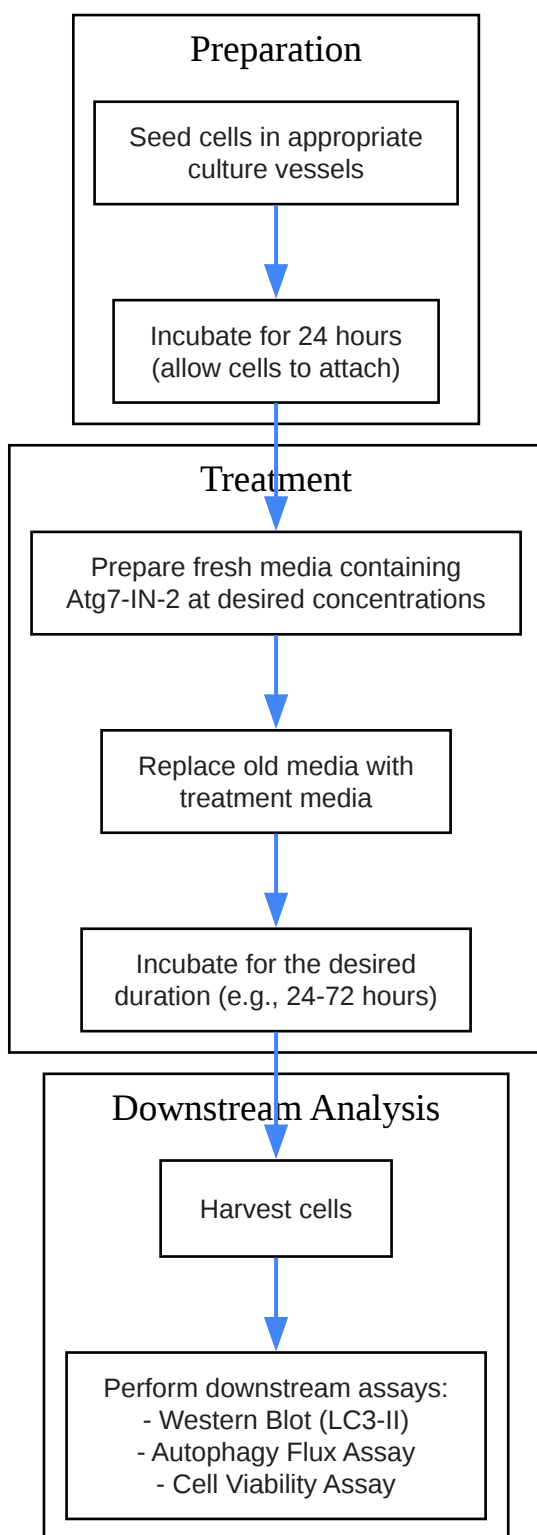 Preparation
Seed cells in appropriate
culture vessels
Incubate for 24 hours
(allow cells to attach)
Treatment
Prepare fresh media containing
Atg7-IN-2 at desired concentrations
Replace old media with
treatment media
Incubate for the desired
duration (e.g., 24-72 hours)
Downstream Analysis
Harvest cells
Perform downstream assays:
- Western Blot (LC3-II)
- Autophagy Flux Assay
- Cell Viability Assay